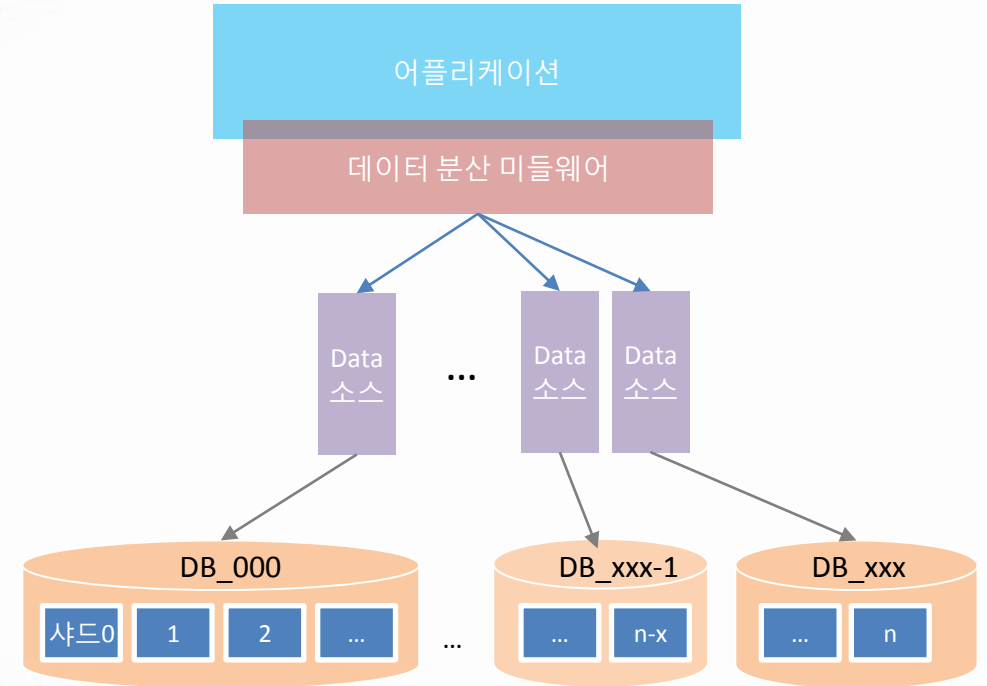 어플리케이션
데이터 분산 미들웨어
Data
소스
...
Data
소스
Data
소스
DB_000
DB_xxx-1
DB_xxx
샤드0
1
2
...
...
...
n-x
...
n